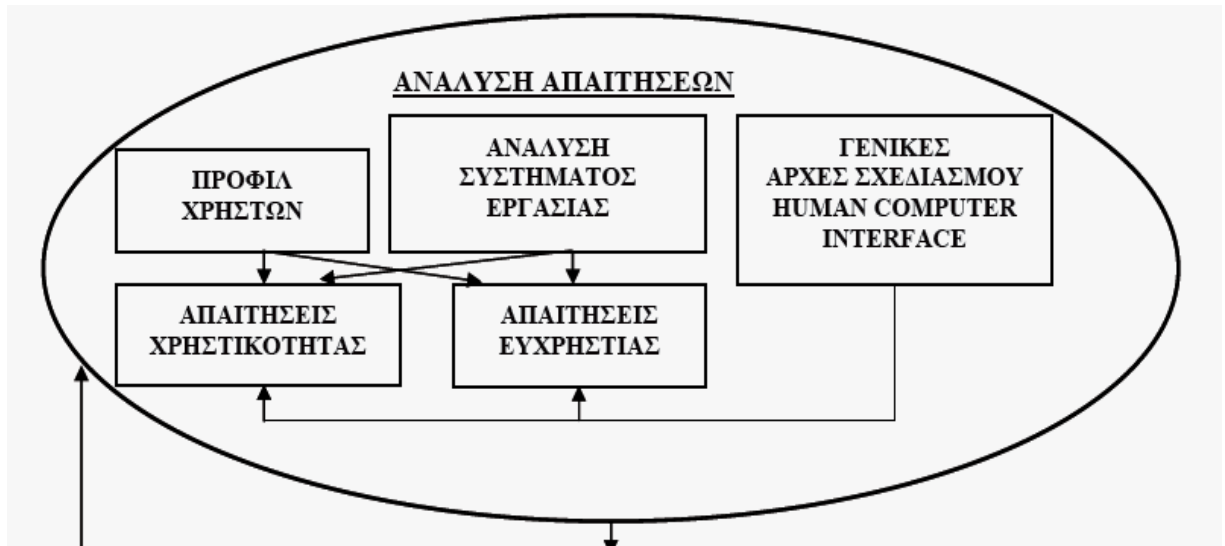 ΑΝΑΛΥΣΗ ΑΠΑΙΤΗΣΕΩΝ
ΠΡΟΦΙΛ
ΧΡΗΣΤΩΝ
ΑΝΑΛΥΣΗ
ΣΥΣΤΗΜΑΤΟΣ
ΕΡΓΑΣΙΑΣ
ΓΕΝΙΚΕΣ
ΑΡΧΕΣ ΣΧΕΔΙΑΣΜΟΥ
HUMAN COMPUTER
INTERFACE
ΑΠΑΙΤΗΣΕΙΣ
ΧΡΗΣΤΙΚΟΤΗΤΑΣ
ΑΠΑΙΤΗΣΕΙΣ
ΕΥΧΡΗΣΤΙΑΣ